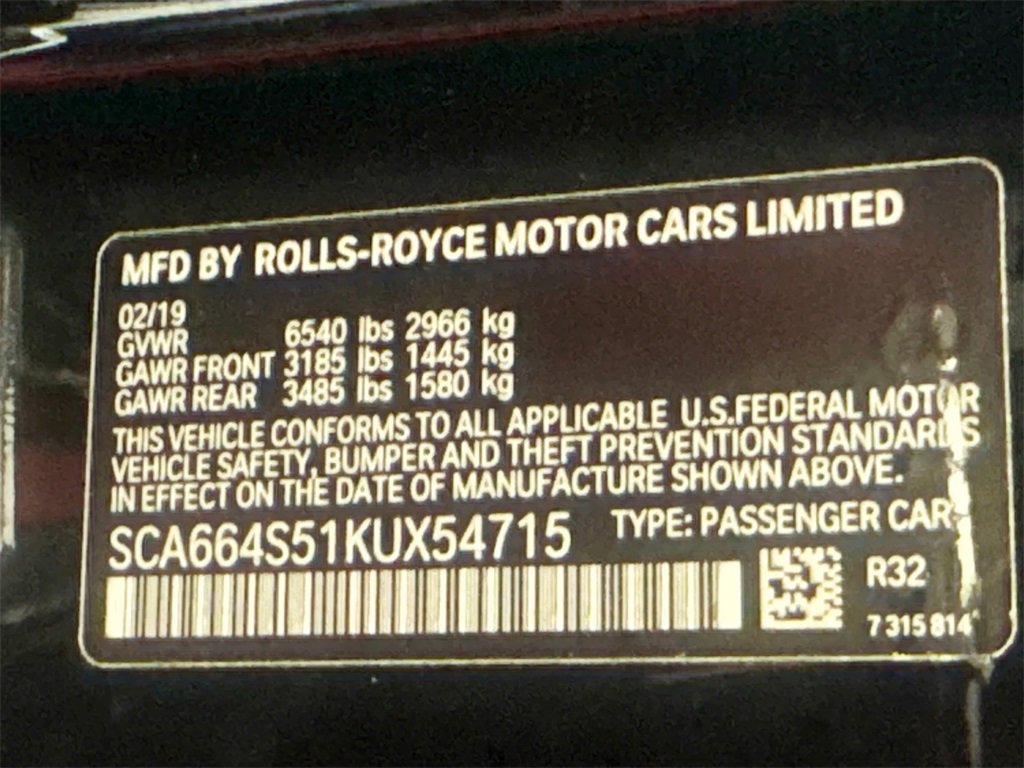 MFD BY ROLLS-ROYCE MOTOR CARS LIMITED
02/19
GVWR 6540 lbs 2966 kg
GAWR FRONT 3185 lbs 1445 kg
GAWR REAR 3485 lbs 1580 kg
THIS VEHICLE CONFORMS TO ALL APPLICABLE U.S.FEDERAL MOTOR
VEHICLE SAFETY, BUMPER AND THEFT PREVENTION STANDARDS
IN EFFECT ON THE DATE OF MANUFACTURE SHOWN ABOVE.
SCA664S51KUX54715 TYPE: PASSENGER CAR
R32
7 315 814